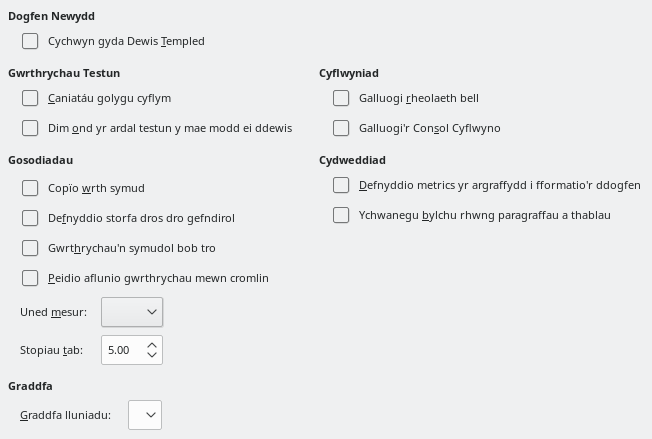 Dogfen Newydd
Cychwyn gyda Dewis Templed
Gwrthrychau Testun
Caniatáu golygu cyflym
Dim ond yr ardal testun y mae modd ei ddewis
Cyflwyniad
Galluogi rheolaeth bell
Galluogi'r Consol Cyflwyno
Gosodiadau
Copïo wrth symud
Defnyddio storfa dros dro gefndirol
Gwrthrychau'n symudol bob tro
Peidio aflunio gwrthrychau mewn cromlin
Uned mesur:
Stopiau tab: 5.00
Cydweddiad
Defnyddio metrics yr argraffydd i fformatio'r ddogfen
Ychwanegu bylchu rhwng paragraffau a thablau
Graddfa
Graddfa lluniadu: